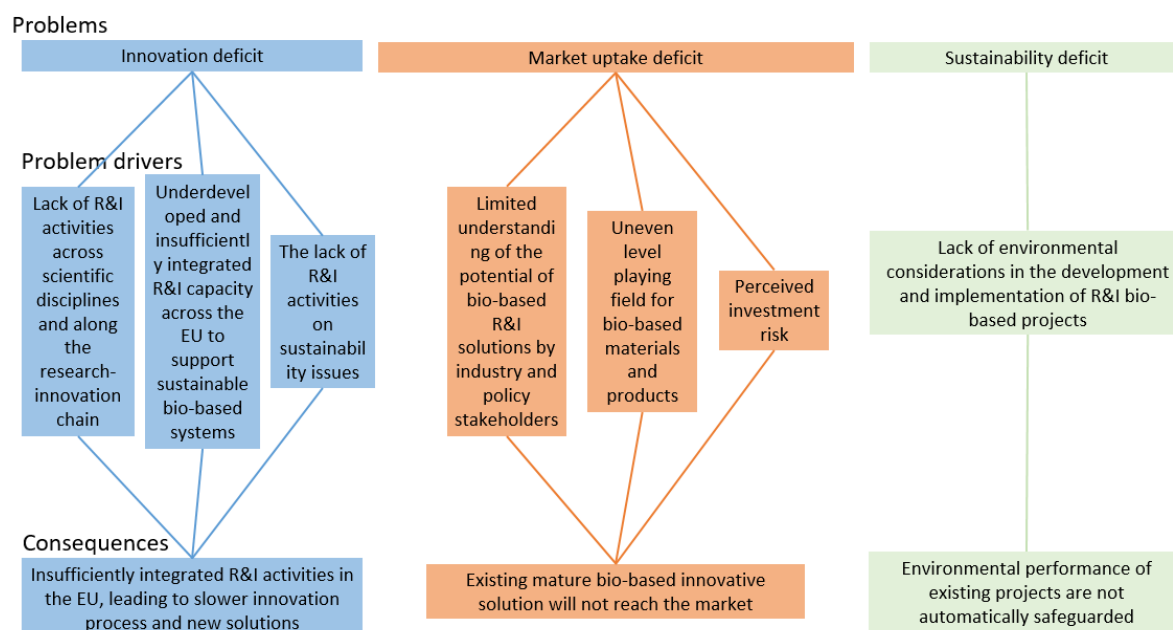 Problems
Innovation deficit
Market uptake deficit
Sustainability deficit
Problem drivers
Lack of R&I
activities
across
scientific
disciplines
and along
the
research-
innovation
chain
Underdevel
oped and
insufficientl
y integrated
R&I capacity
across the
EU to
support
sustainable
bio-based
systems
The lack of
R&I
activities
on
sustainabil
ity issues
Limited
understandi
ng of the
potential of
bio-based
R&I
solutions by
industry and
policy
stakeholders
Uneven
level
playing
field for
bio-based
materials
and
products
Perceived
investment
risk
Lack of environmental
considerations in the development
and implementation of R&I bio-
based projects
Consequences
Insufficiently integrated R&I activities in
the EU, leading to slower innovation
process and new solutions
Existing mature bio-based innovative
solution will not reach the market
Environmental performance of
existing projects are not
automatically safeguarded